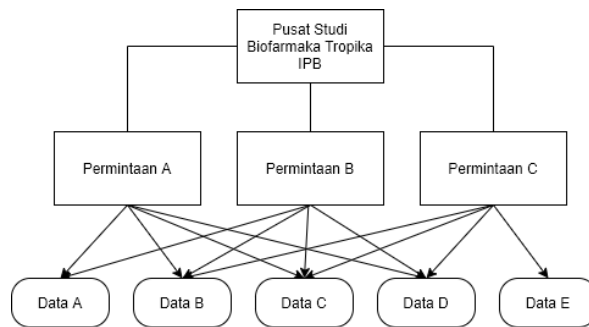 Pusat Studi
Biofarmaka Tropika
IPB
Permintaan A
Permintaan B
Permintaan C
Data A
Data B
Data C
Data D
Data E